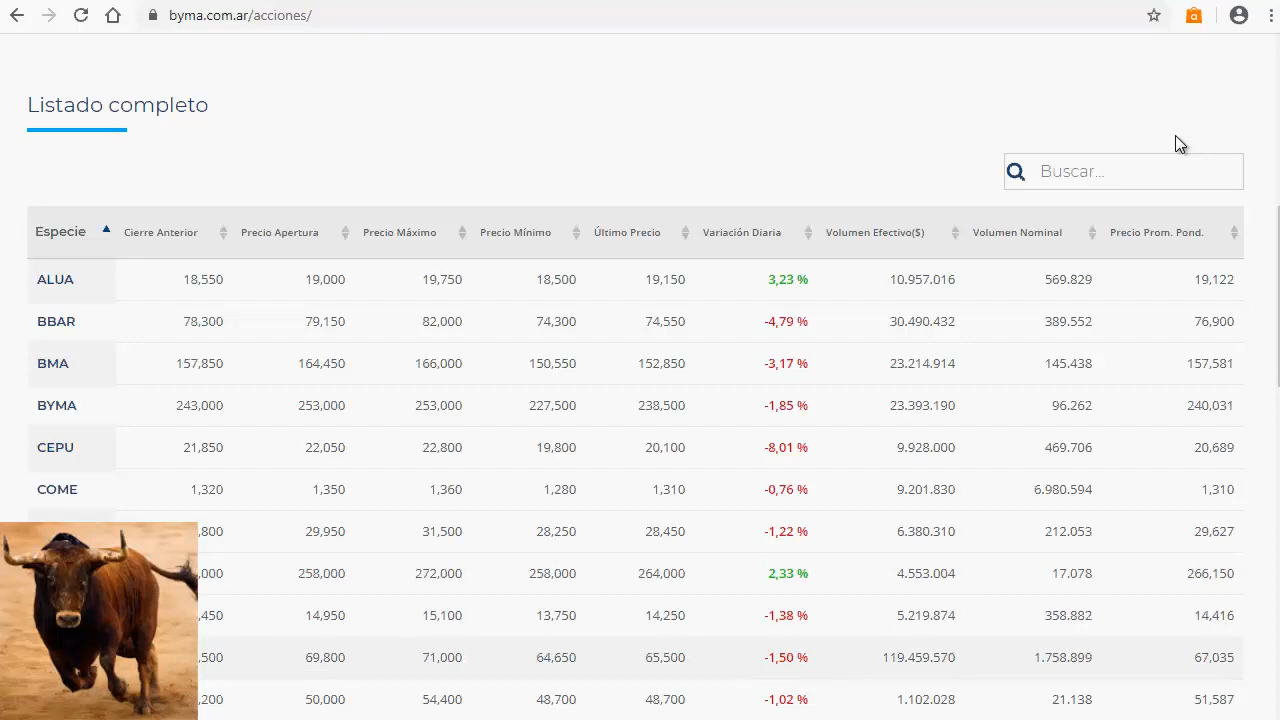 byma.com.ar/acciones/
Listado completo
Buscar...
Especie Cierre Anterior Precio Apertura Precio Máximo Precio Mínimo Último Precio Variación Diaria Volumen Efectivo($) Volumen Nominal Precio Prom. Pond.
ALUA 18,550 19,000 19,750 18,500 19,150 3,23 % 10.957.016 569.829 19,122
BBAR 78,300 79,150 82,000 74,300 74,550 -4,79 % 30.490.432 389.552 76,900
BMA 157,850 164,450 166,000 150,550 152,850 -3,17 % 23.214.914 145.438 157,581
BYMA 243,000 253,000 253,000 227,500 238,500 -1,85 % 23.393.190 96.262 240,031
CEPU 21,850 22,050 22,800 19,800 20,100 -8,01 % 9.928.000 469.706 20,689
COME 1,320 1,350 1,360 1,280 1,310 -0,76 % 9.201.830 6.980.594 1,310
,800 29,950 31,500 28,250 28,450 -1,22 % 6.380.310 212.053 29,627
,000 258,000 272,000 258,000 264,000 2,33 % 4.553.004 17.078 266,150
,450 14,950 15,100 13,750 14,250 -1,38 % 5.219.874 358.882 14,416
,500 69,800 71,000 64,650 65,500 -1,50 % 119.459.570 1.758.899 67,035
,200 50,000 54,400 48,700 48,700 -1,02 % 1.102.028 21.138 51,587